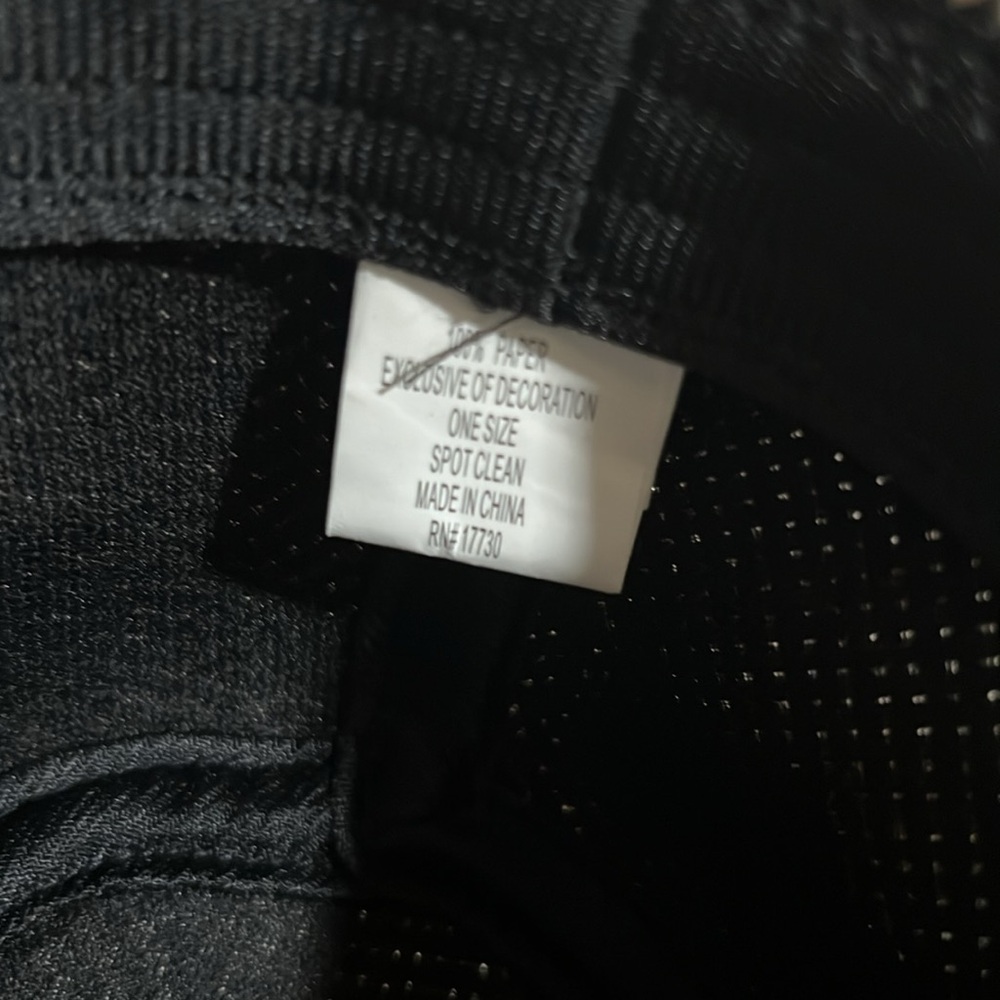 100% PAPER
EXCLUSIVE OF DECORATION
ONE SIZE
SPOT CLEAN
MADE IN CHINA
RN#17730